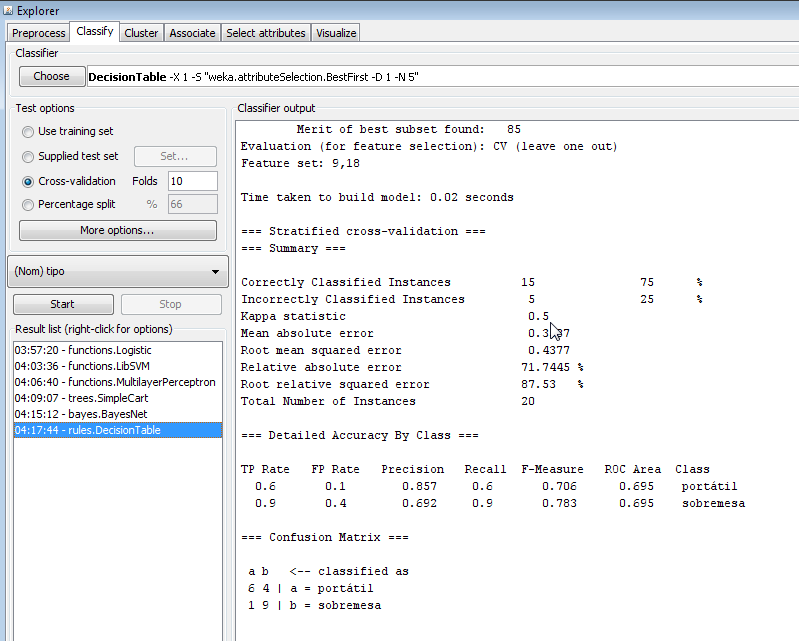 Explorer
Preprocess Classify Cluster Associate Select attributes Visualize
Classifier
Choose DecisionTable -X 1 -S "weka.attributeSelection.BestFirst -D 1 -N 5"
Test options
Use training set
Supplied test set Set...
Cross-validation Folds 10
Percentage split % 66
More options...
(Nom) tipo
Start Stop
Result list (right-click for options)
03:57:20 - functions.Logistic
04:03:36 - functions.LibSVM
04:06:40 - functions.MultilayerPerceptron
04:09:07 - trees.SimpleCart
04:15:12 - bayes.BayesNet
04:17:44 - rules.DecisionTable
Classifier output
Merit of best subset found: 85
Evaluation (for feature selection): CV (leave one out)
Feature set: 9,18
Time taken to build model: 0.02 seconds
=== Stratified cross-validation ===
=== Summary ===
Correctly Classified Instances 15 75 %
Incorrectly Classified Instances 5 25 %
Kappa statistic 0.5
Mean absolute error
Root mean squared error 0.4377
Relative absolute error 71.7445 %
Root relative squared error 87.53 %
Total Number of Instances 20
=== Detailed Accuracy By Class ===
TP Rate FP Rate Precision Recall F-Measure ROC Area Class
0.6 0.1 0.857 0.6 0.706 0.695 portátil
0.9 0.4 0.692 0.9 0.783 0.695 sobremesa
=== Confusion Matrix ===
a b <-- classified as
6 4 | a = portátil
1 9 | b = sobremesa